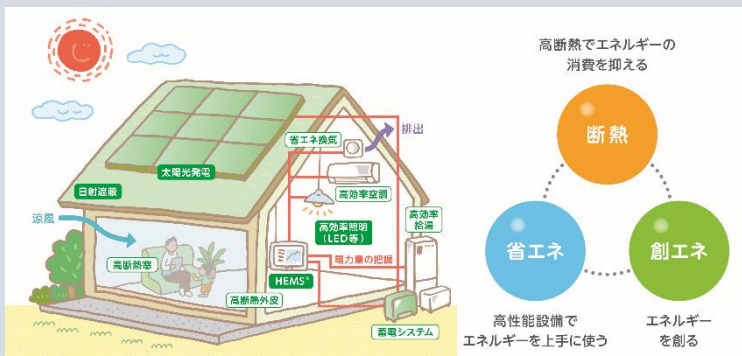 太陽光発電
日射遮蔽
涼風
高断熱窓
高断熱外皮
省エネ換気
排出
高効率空調
高効率照明
(LED等)
高効率
給湯
HEMS*
電力量の把握
蓄電システム
高断熱でエネルギーの
消費を抑える
断熱
省エネ
創エネ
高性能設備で
エネルギーを上手に使う
エネルギー
を創る